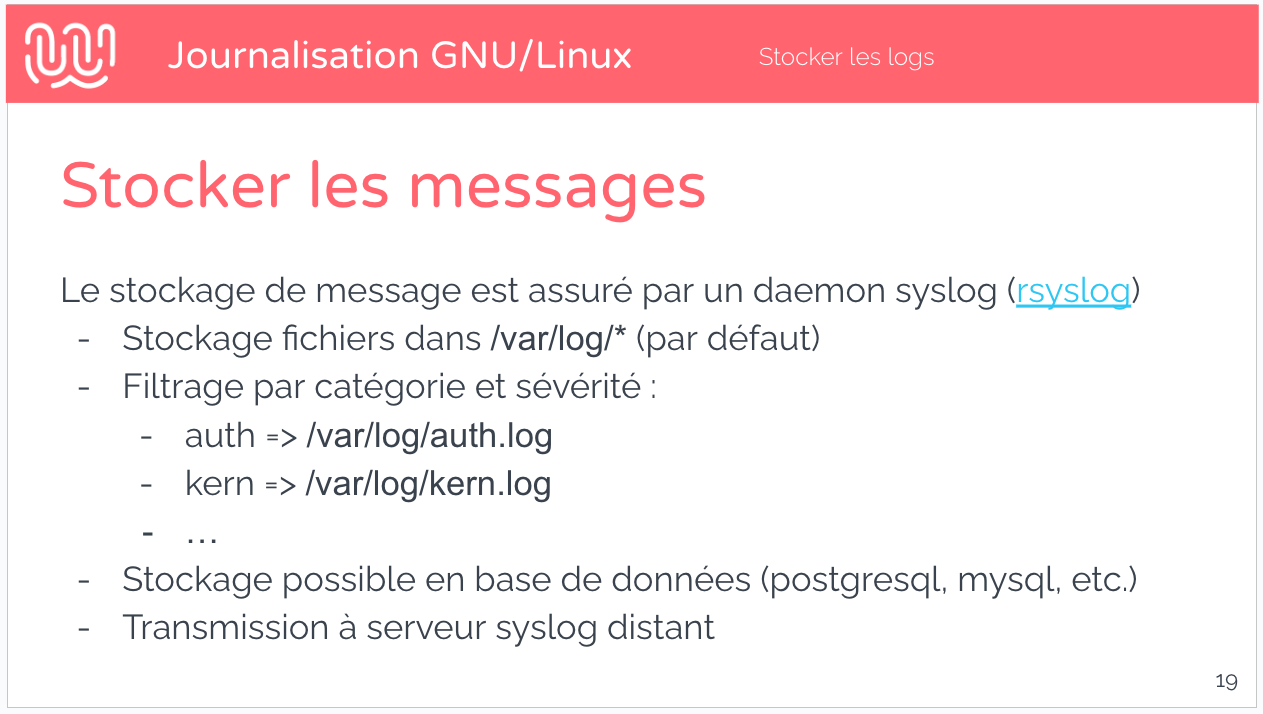 Journalisation GNU/Linux
Stocker les logs
Stocker les messages
Le stockage de message est assuré par un daemon syslog (rsyslog)
- Stockage fichiers dans /var/log/* (par défaut)
- Filtrage par catégorie et sévérité :
- auth => /var/log/auth.log
- kern => /var/log/kern.log
- …
- Stockage possible en base de données (postgresql, mysql, etc.)
- Transmission à serveur syslog distant
19